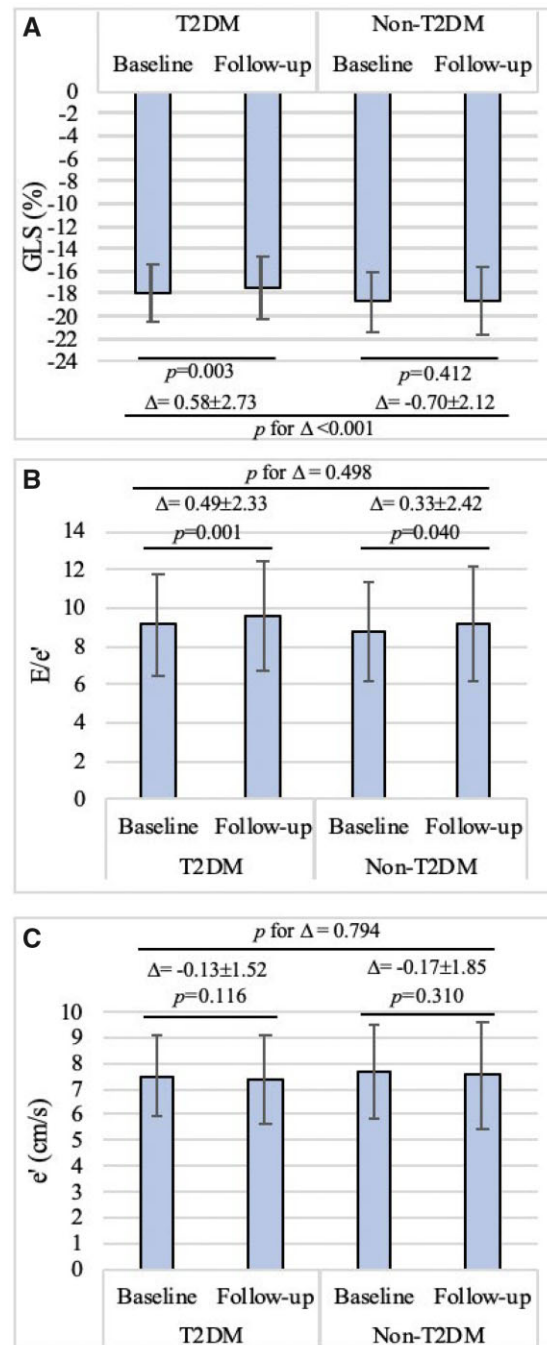 A
T2DM Non-T2DM
Baseline Follow-up Baseline Follow-up
GLS (%)
0
-2
-4
-6
-8
-10
-12
-14
-16
-18
-20
-22
-24
p=0.003 p=0.412
Δ= 0.58±2.73 Δ= -0.70±2.12
p for Δ <0.001
B
p for Δ = 0.498
Δ= 0.49±2.33 Δ= 0.33±2.42
p=0.001 p=0.040
E/e'
14
12
10
8
6
4
2
0
Baseline Follow-up Baseline Follow-up
T2DM Non-T2DM
C
p for Δ = 0.794
Δ= -0.13±1.52 Δ= -0.17±1.85
p=0.116 p=0.310
e' (cm/s)
10
9
8
7
6
5
4
3
2
1
0
Baseline Follow-up Baseline Follow-up
T2DM Non-T2DM